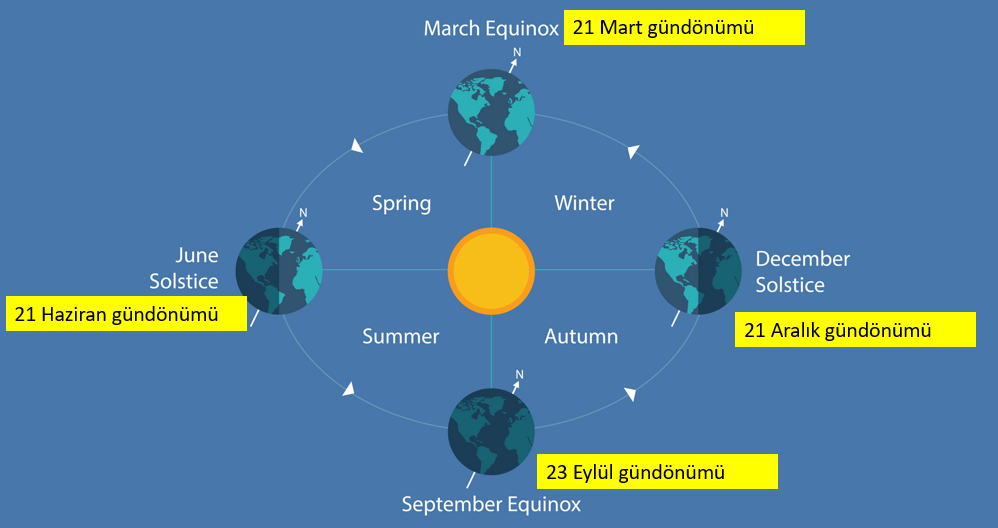 March Equinox
21 Mart gündönümü
N
Spring
Winter
N
N
June
Solstice
December
Solstice
21 Haziran gündönümü
21 Aralık gündönümü
Summer
Autumn
N
23 Eylül gündönümü
September Equinox